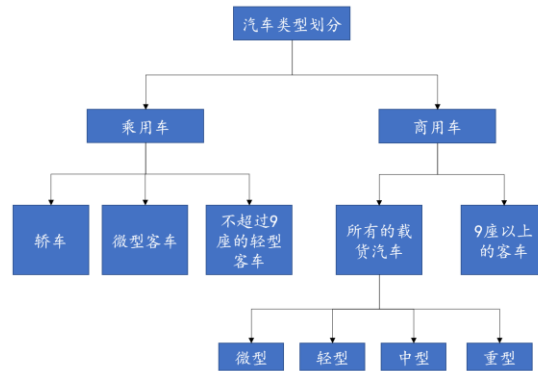 汽车类型划分
乘用车
商用车
轿车
微型客车
不超过9
座的轻型
客车
所有的载
货汽车
9座以上
的客车
微型
轻型
中型
重型